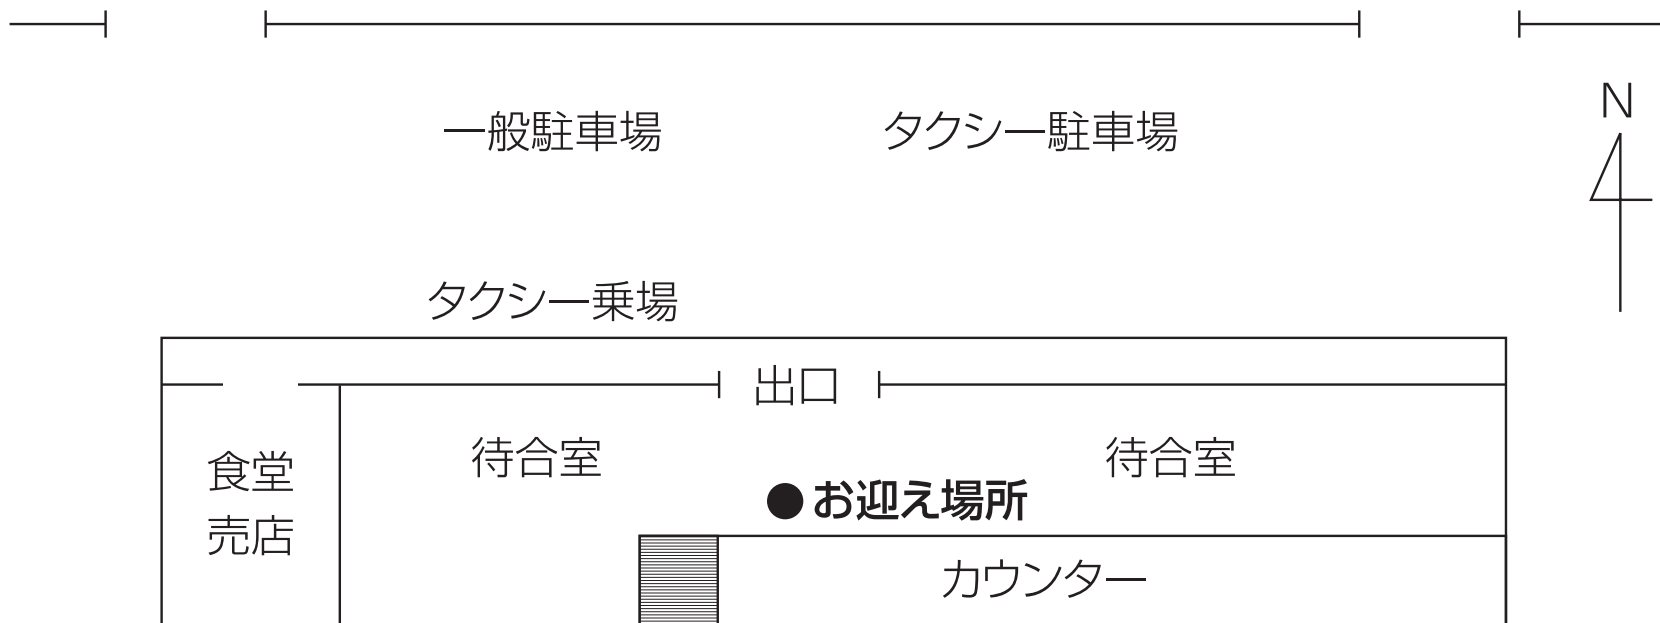 一般駐車場
タクシー駐車場
N
タクシー乗場
出口
待合室
待合室
食堂
売店
●お迎え場所
カウンター